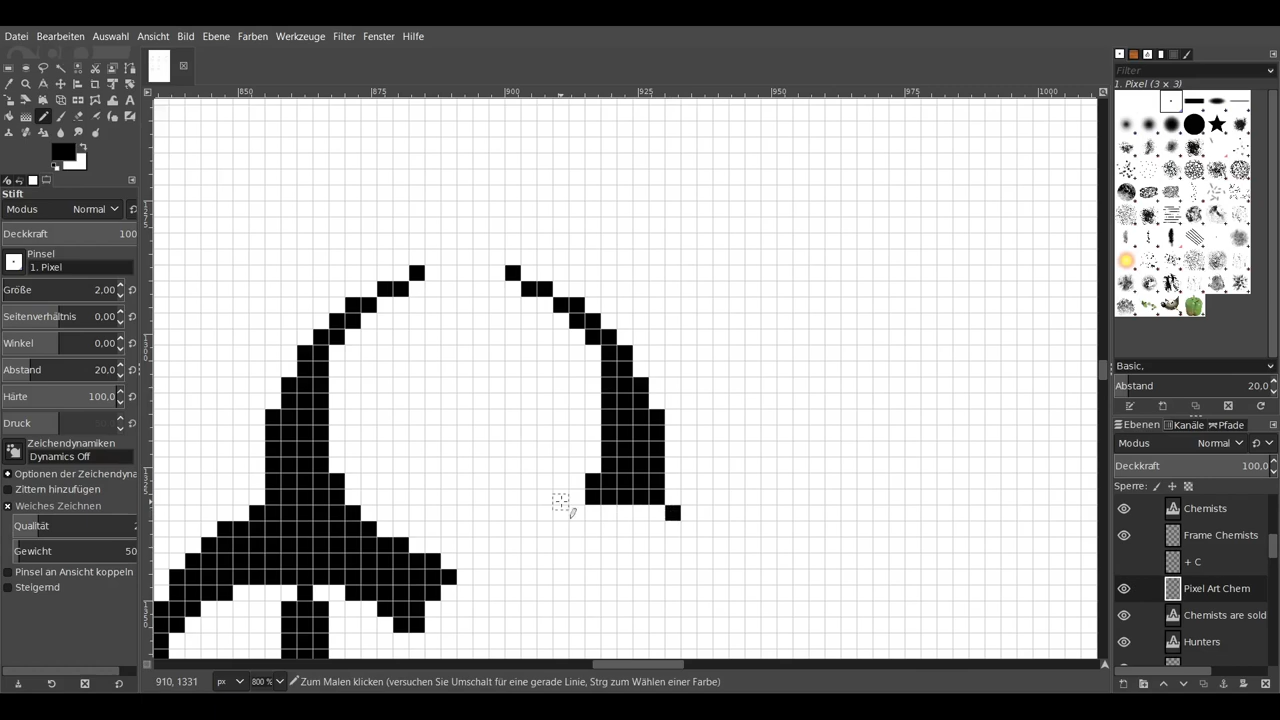 Datei Bearbeiten Auswahl Ansicht Bild Ebene Farben Werkzeuge Filter Fenster Hilfe
Stift
Modus Normal
Deckkraft 100
Pinsel
1. Pixel
Größe 2,00
Seitenverhältnis 0,00
Winkel 0,00
Abstand 20,0
Härte 100,0
Druck
Zeichendynamiken
Dynamics Off
Optionen der Zeichendyna
Zittern hinzufügen
Weiches Zeichnen
Qualität 2
Gewicht 50
Pinsel an Ansicht koppeln
Steigernd
850 875 900 925 950 975 1000
1275
1300
1325
1350
910, 1331 px 800 % Zum Malen klicken (versuchen Sie Umschalt für eine gerade Linie, Strg zum Wählen einer Farbe)
Filter
1. Pixel (3 × 3)
Basic.
Abstand 20,0
Ebenen Kanäle Pfade
Modus Normal
Deckkraft 100,0
Sperre:
Chemists
Frame Chemists
+ C
Pixel Art Chem
Chemists are sold
Hunters